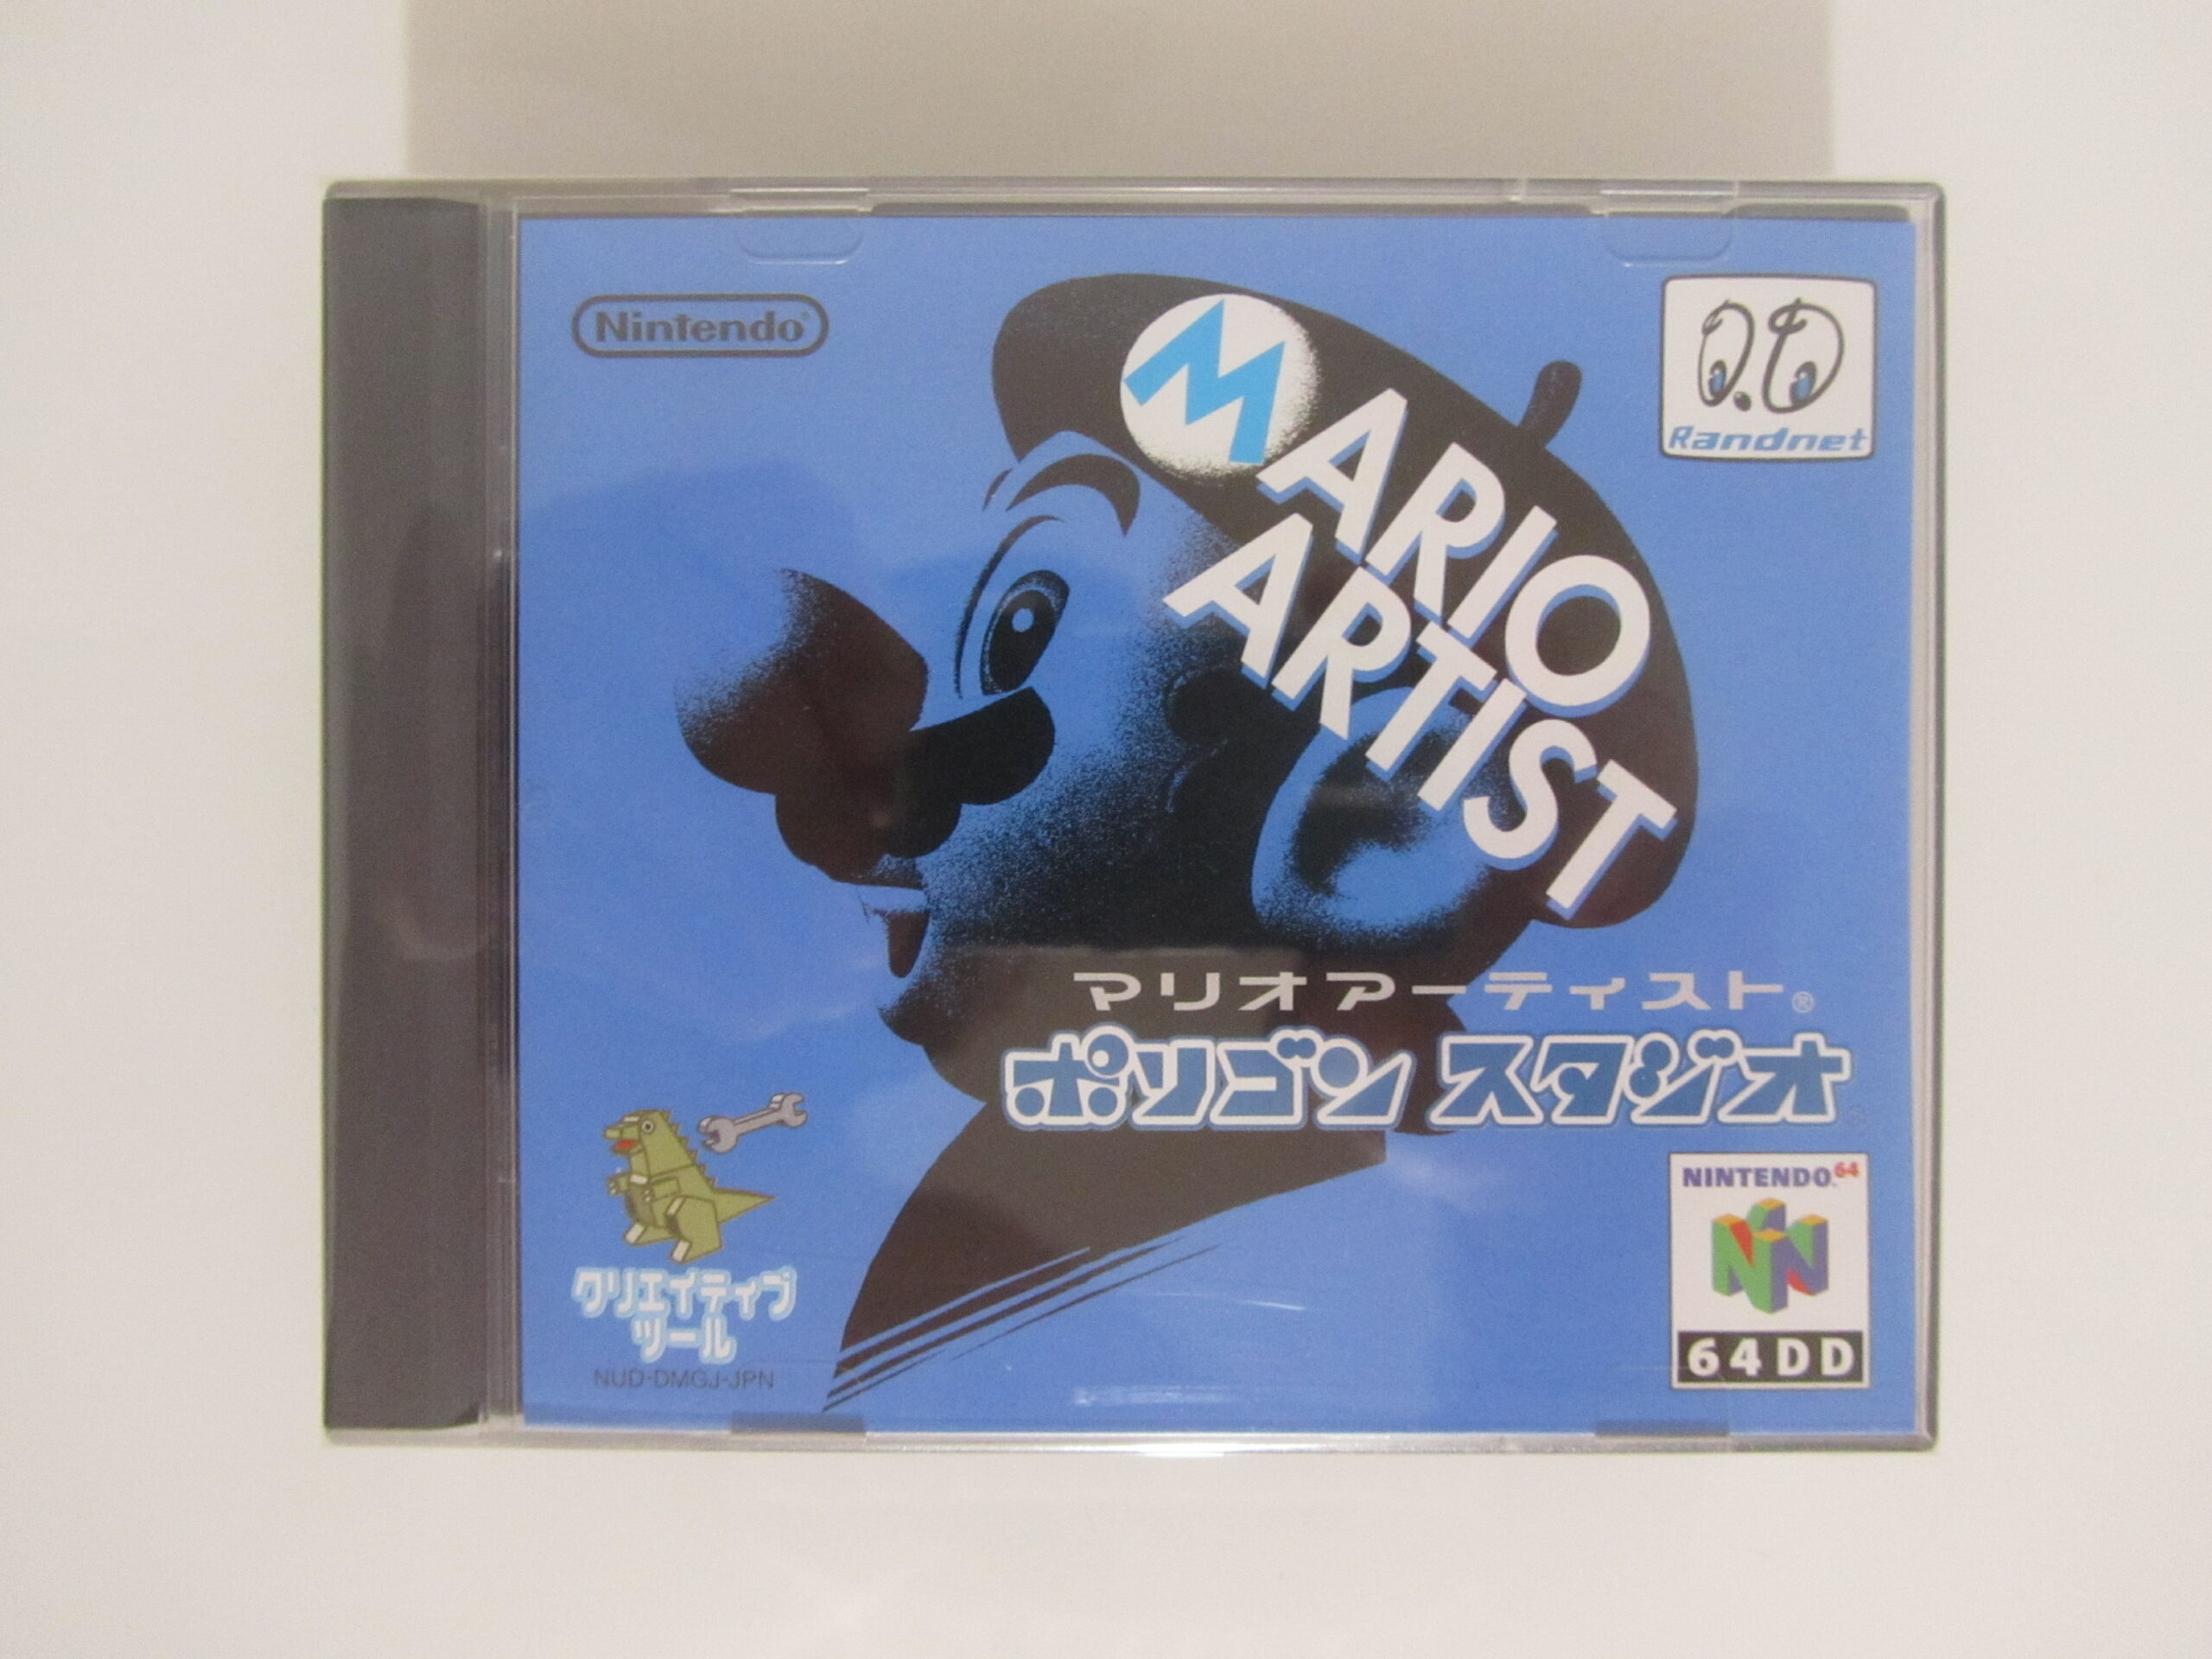 Nintendo®
MARIO
ARTIST
Randnet
マリオアーティスト®
ポリゴン スタジオ
クリエイティブ
ツール
NUD-DMGJ-JPN
NINTENDO 64
64DD